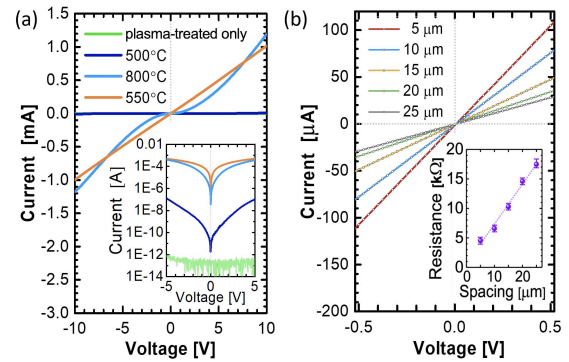 (a)
1.5
1.0
0.5
0.0
-0.5
-1.0
-1.5
-2.0
-2.5
-3.0
Current [mA]
plasma-treated only
500°C
800°C
550°C
0.01
1E-4
1E-6
1E-8
1E-10
1E-12
1E-14
Current [A]
-5 0 5
Voltage [V]
-10 -5 0 5 10
Voltage [V]
(b)
100
50
0
-50
-100
-150
-200
Current [µA]
5 µm
10 µm
15 µm
20 µm
25 µm
20
15
10
5
0
Resistance [kΩ]
5 15 25
Spacing [µm]
-0.5 0.0 0.5
Voltage [V]